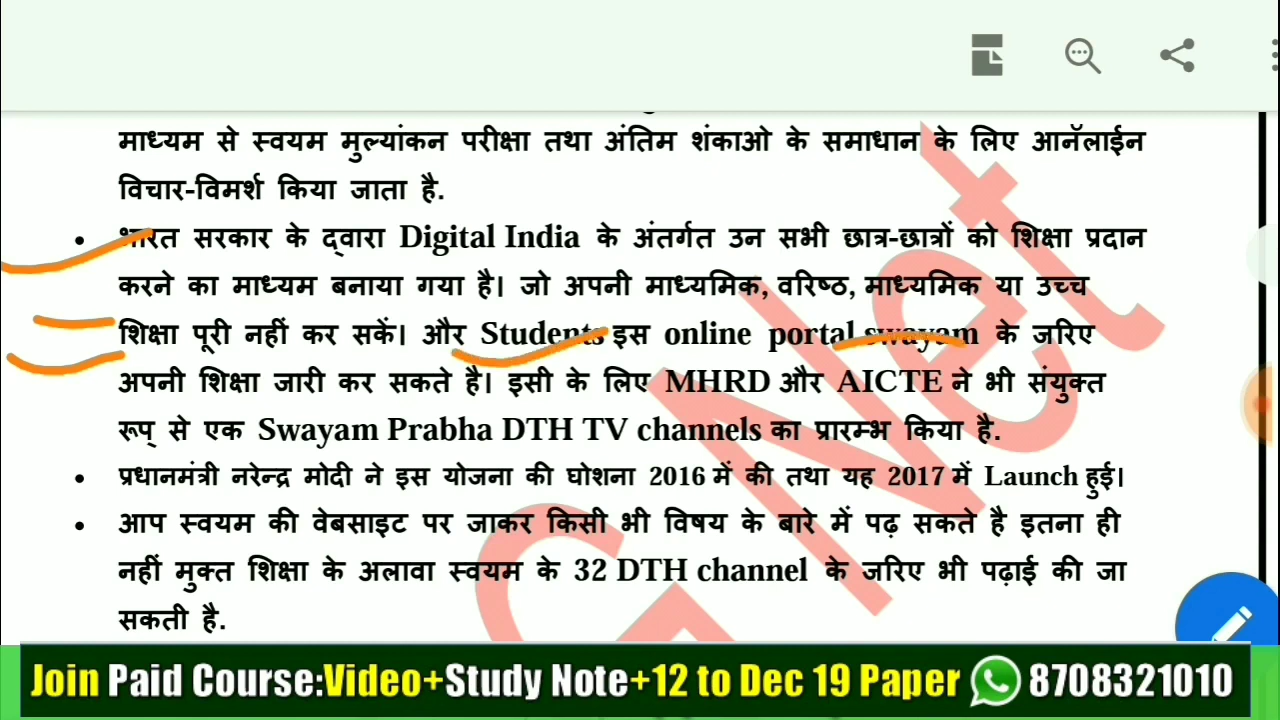 माध्यम से स्वयम मुल्यांकन परीक्षा तथा अंतिम शंकाओ के समाधान के लिए आनॅलाईन
विचार-विमर्श किया जाता है.
• भारत सरकार के द्वारा Digital India के अंतर्गत उन सभी छात्र-छात्रों को शिक्षा प्रदान
करने का माध्यम बनाया गया है। जो अपनी माध्यमिक, वरिष्ठ, माध्यमिक या उच्च
शिक्षा पूरी नहीं कर सकें। और Students इस online portal swayam के जरिए
अपनी शिक्षा जारी कर सकते है। इसी के लिए MHRD और AICTE ने भी संयुक्त
रूप् से एक Swayam Prabha DTH TV channels का प्रारम्भ किया है.
• प्रधानमंत्री नरेन्द्र मोदी ने इस योजना की घोशना 2016 में की तथा यह 2017 में Launch हुई।
• आप स्वयम की वेबसाइट पर जाकर किसी भी विषय के बारे में पढ़ सकते है इतना ही
नहीं मुक्त शिक्षा के अलावा स्वयम के 32 DTH channel के जरिए भी पढ़ाई की जा
सकती है.
G Net
Join Paid Course:Video+Study Note+12 to Dec 19 Paper 8708321010